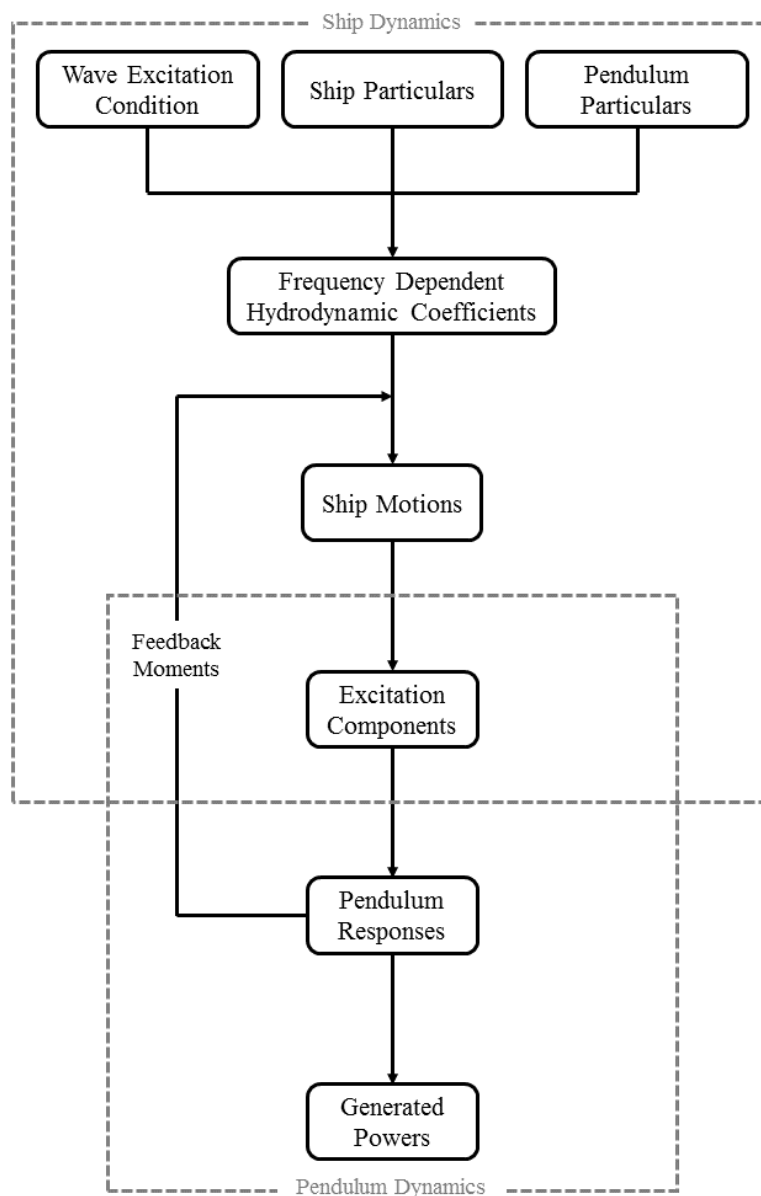 Ship Dynamics
Wave Excitation
Condition
Ship Particulars
Pendulum
Particulars
Frequency Dependent
Hydrodynamic Coefficients
Ship Motions
Feedback
Moments
Excitation
Components
Pendulum
Responses
Generated
Powers
Pendulum Dynamics